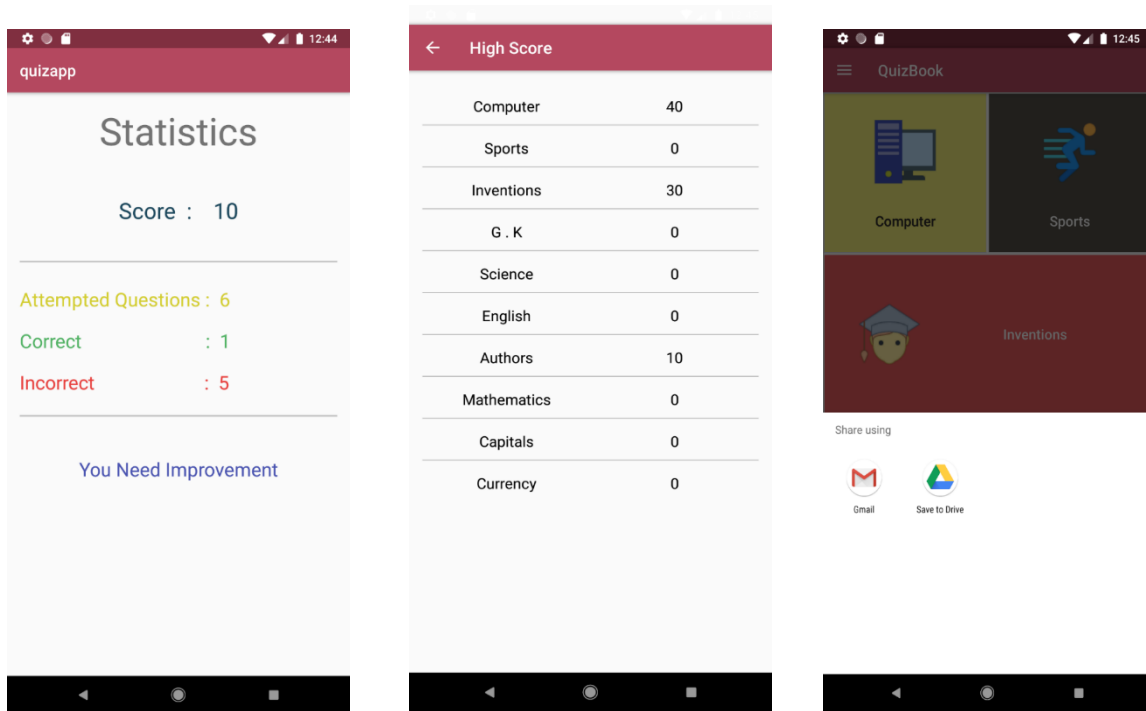 12:44
quizapp
Statistics
Score : 10
Attempted Questions : 6
Correct : 1
Incorrect : 5
You Need Improvement
High Score
Computer 40
Sports 0
Inventions 30
G . K 0
Science 0
English 0
Authors 10
Mathematics 0
Capitals 0
Currency 0
12:45
QuizBook
Computer Sports
Inventions
Share using
Gmail Save to Drive